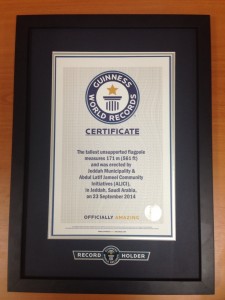 GUINNESS
WORLD RECORDS
CERTIFICATE
The tallest unsupported flagpole
measures 171 m (561 ft)
and was erected by
Jeddah Municipality &
Abdul Latif Jameel Community
Initiatives (ALJCI),
in Jeddah, Saudi Arabia,
on 23 September 2014
OFFICIALLY AMAZING
RECORD HOLDER